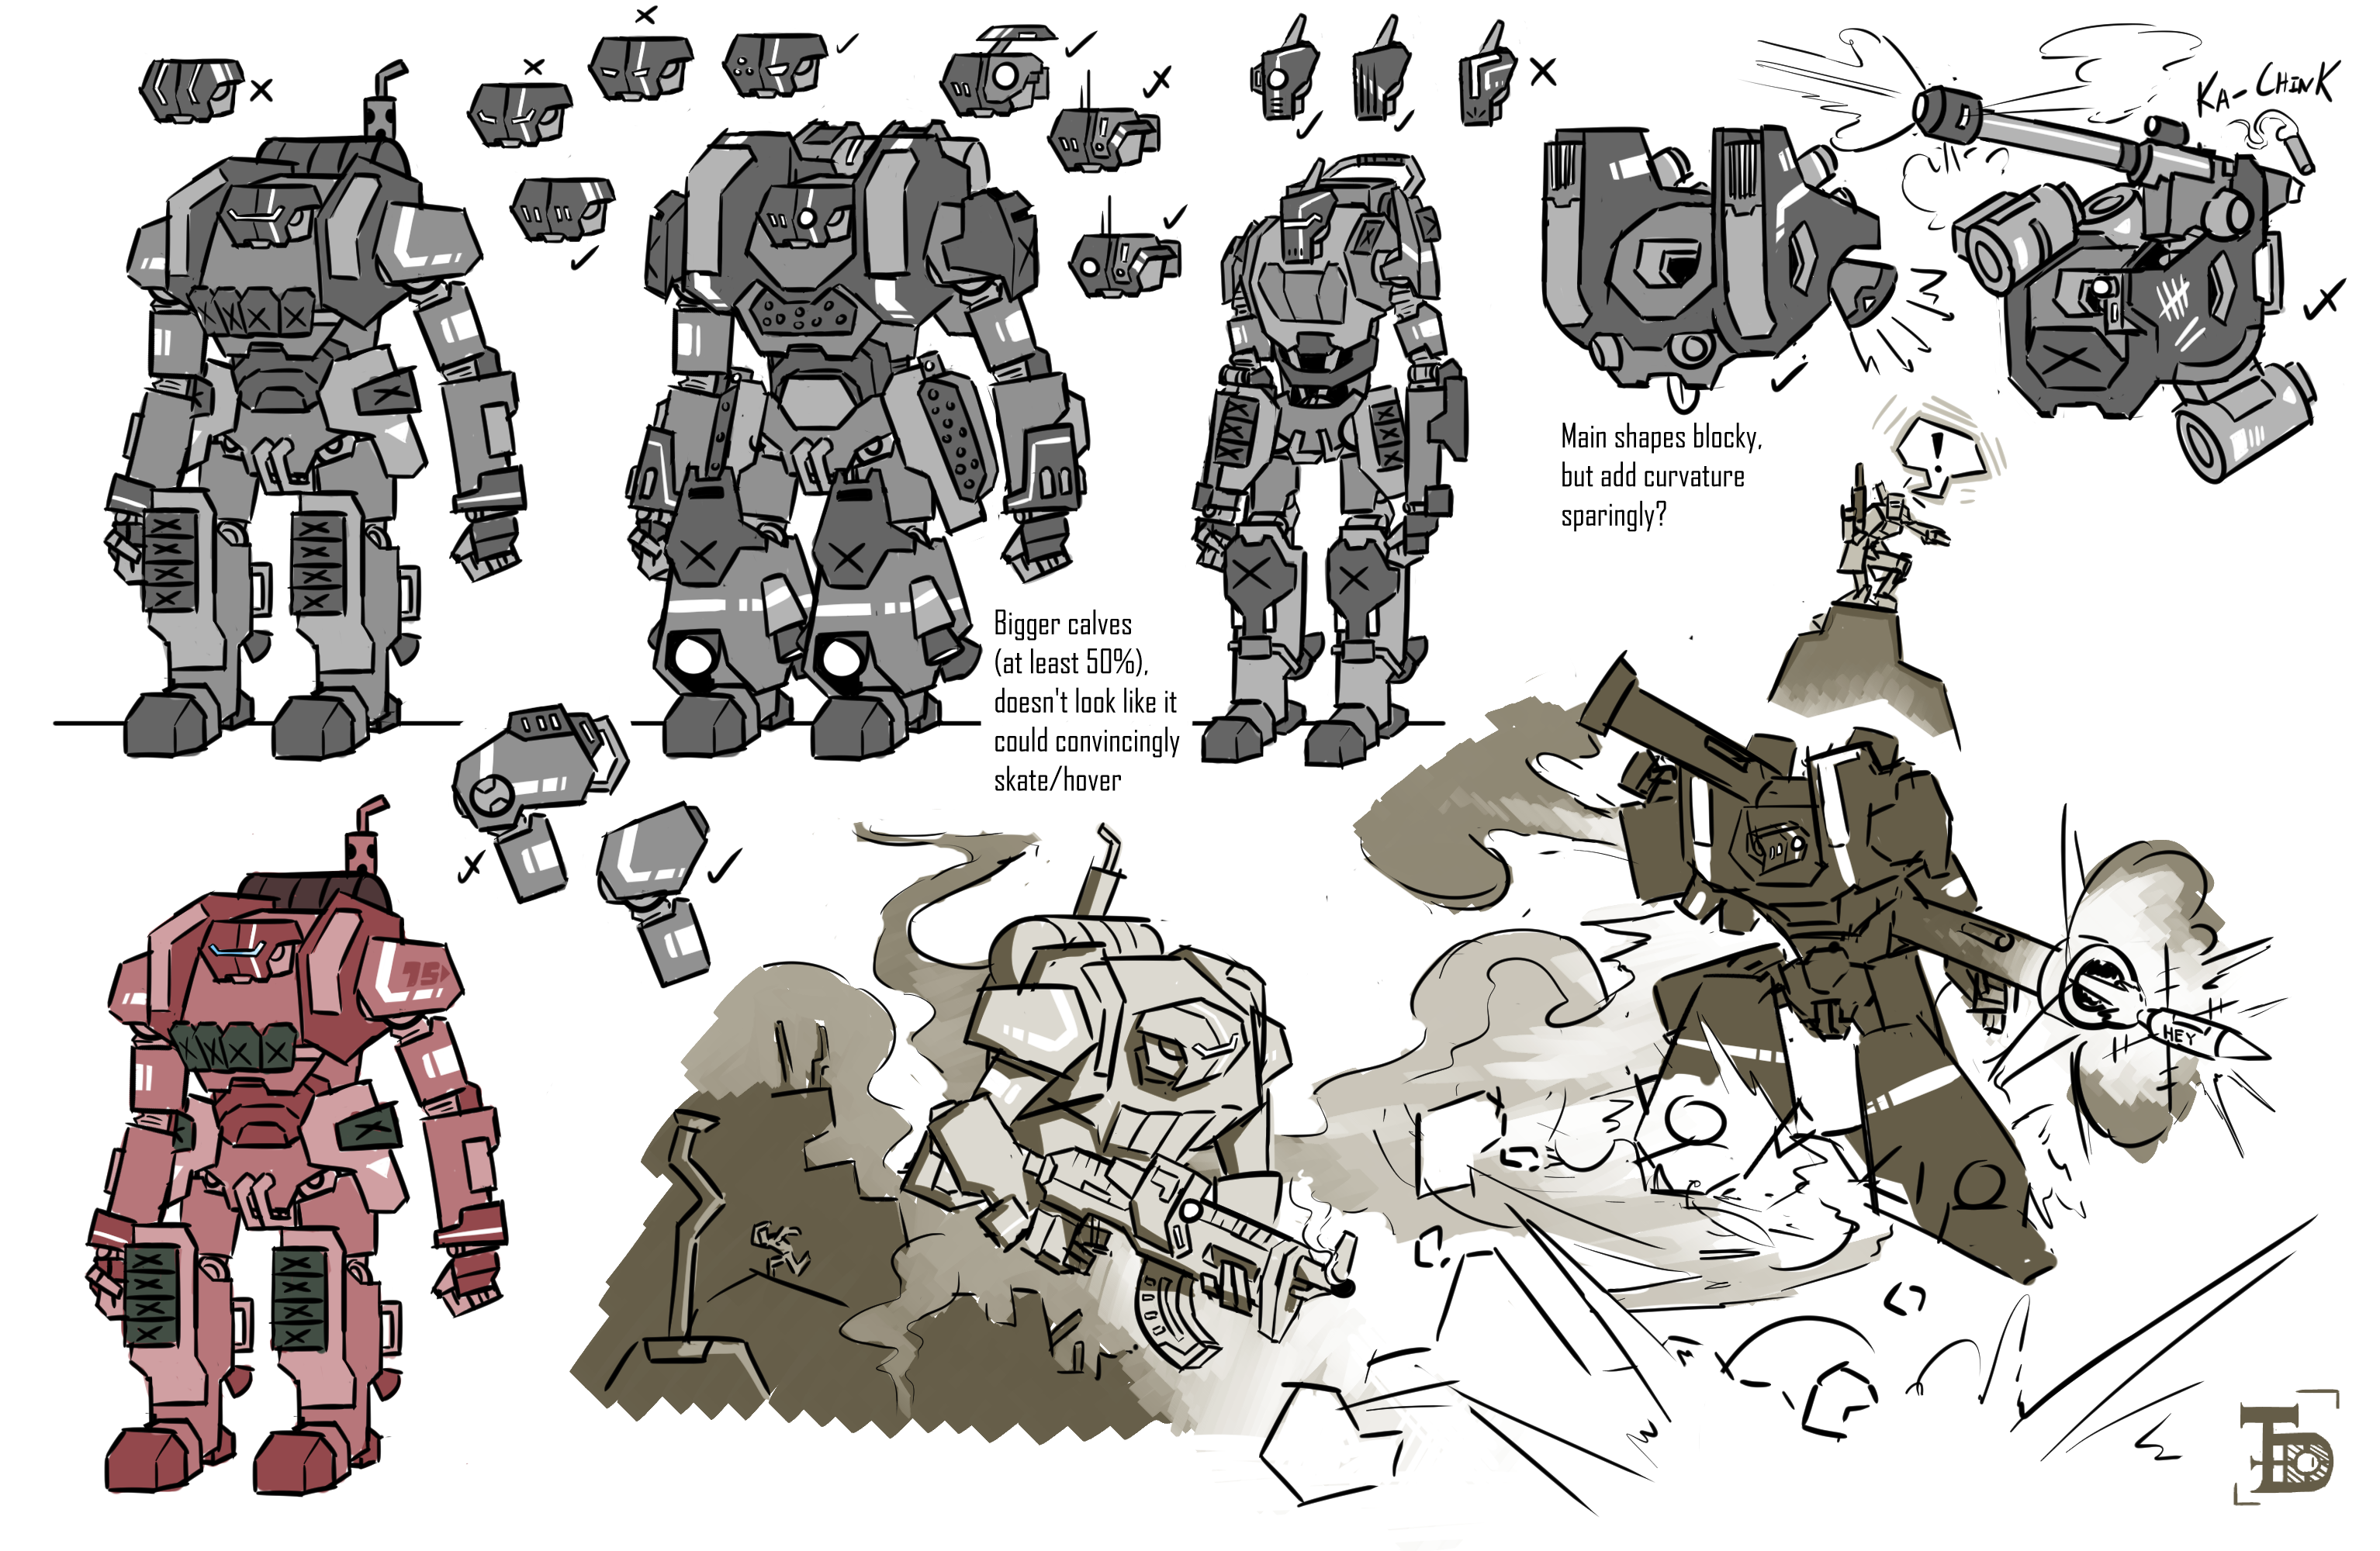 KA-CHINK
Main shapes blocky,
but add curvature
sparingly?
!
Bigger calves
(at least 50%),
doesn't look like it
could convincingly
skate/hover
75
HEY